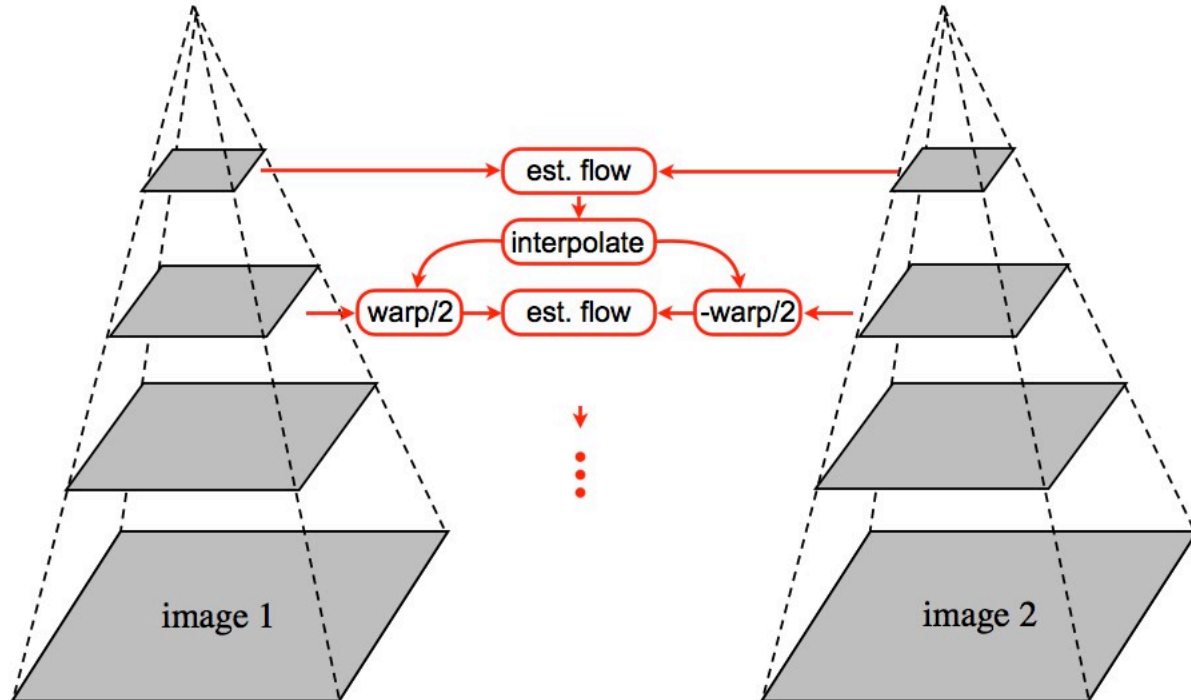 est. flow
interpolate
warp/2
est. flow
-warp/2
image 1
image 2